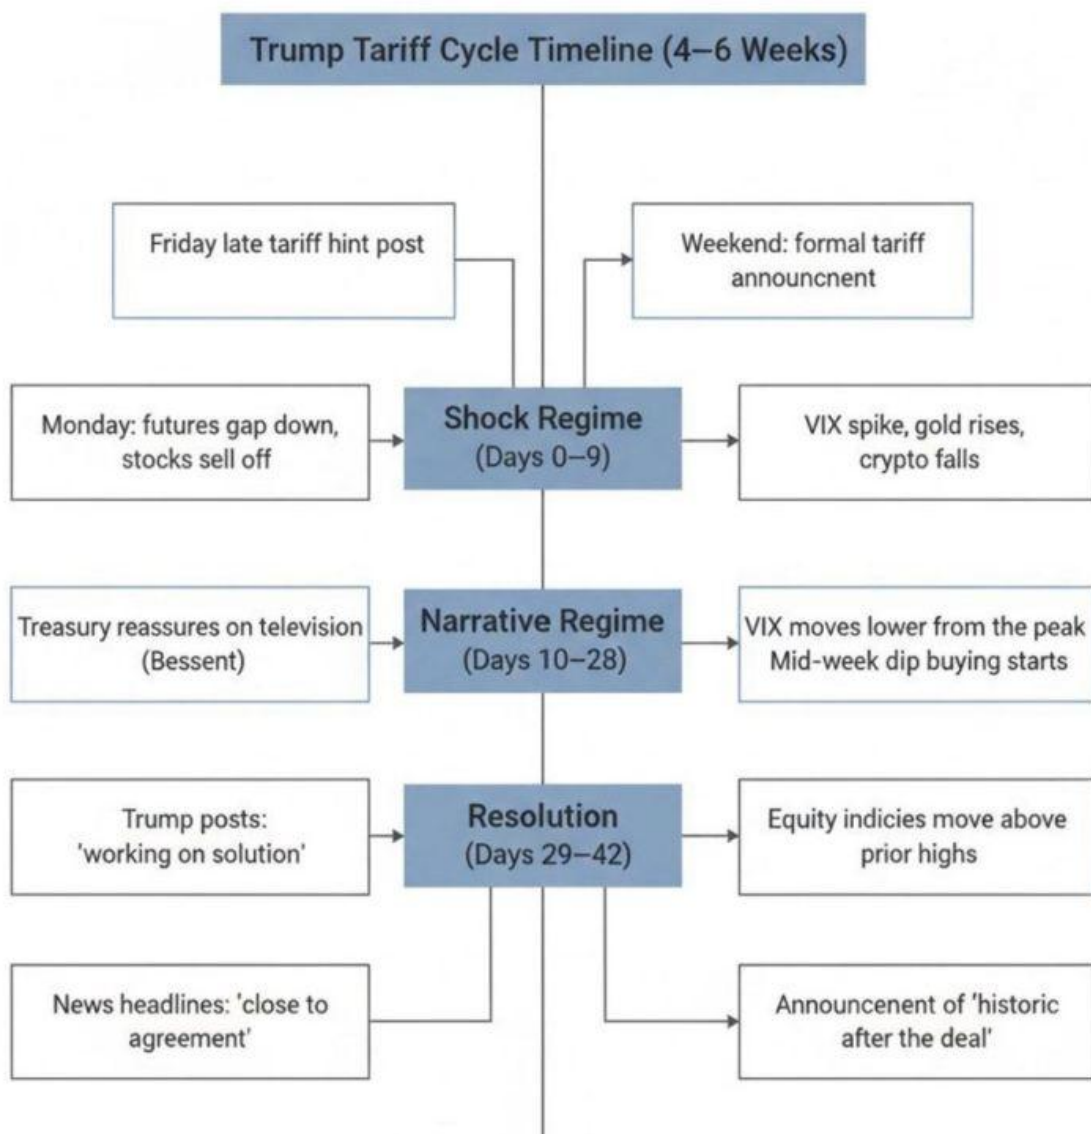 Trump Tariff Cycle Timeline (4–6 Weeks)
Friday late tariff hint post
Weekend: formal tariff
announcnent
Monday: futures gap down,
stocks sell off
Shock Regime
(Days 0–9)
VIX spike, gold rises,
crypto falls
Treasury reassures on television
(Bessent)
Narrative Regime
(Days 10–28)
VIX moves lower from the peak
Mid-week dip buying starts
Trump posts:
'working on solution'
Resolution
(Days 29–42)
Equity indicies move above
prior highs
News headlines: 'close to
agreement'
Announcenent of 'historic
after the deal'